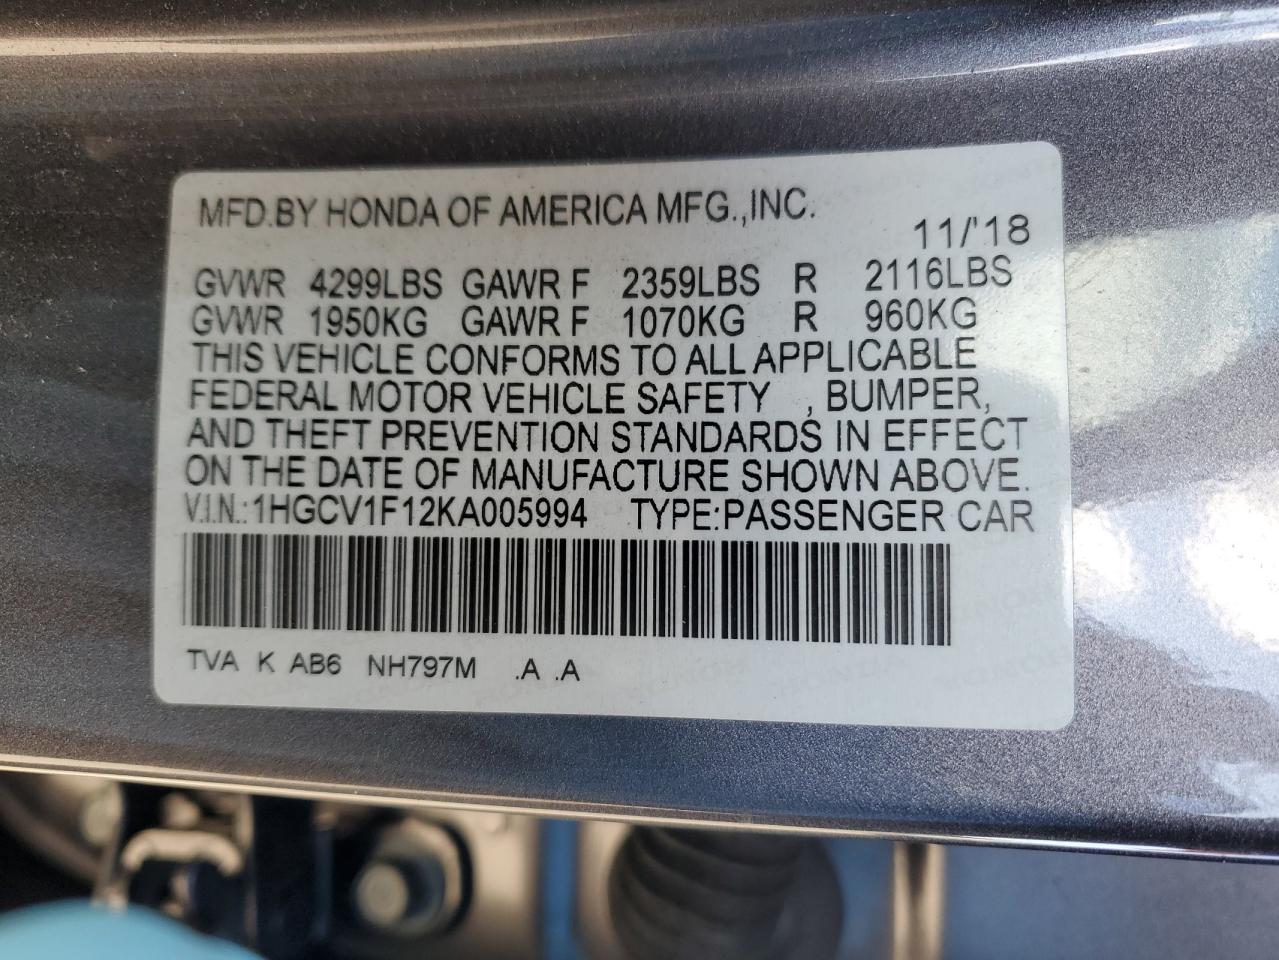 MFD.BY HONDA OF AMERICA MFG.,INC.
11/'18
GVWR 4299LBS GAWR F 2359LBS R 2116LBS
GVWR 1950KG GAWR F 1070KG R 960KG
THIS VEHICLE CONFORMS TO ALL APPLICABLE
FEDERAL MOTOR VEHICLE SAFETY , BUMPER,
AND THEFT PREVENTION STANDARDS IN EFFECT
ON THE DATE OF MANUFACTURE SHOWN ABOVE.
V.I.N.:1HGCV1F12KA005994 TYPE:PASSENGER CAR
TVA K AB6 NH797M .A .A